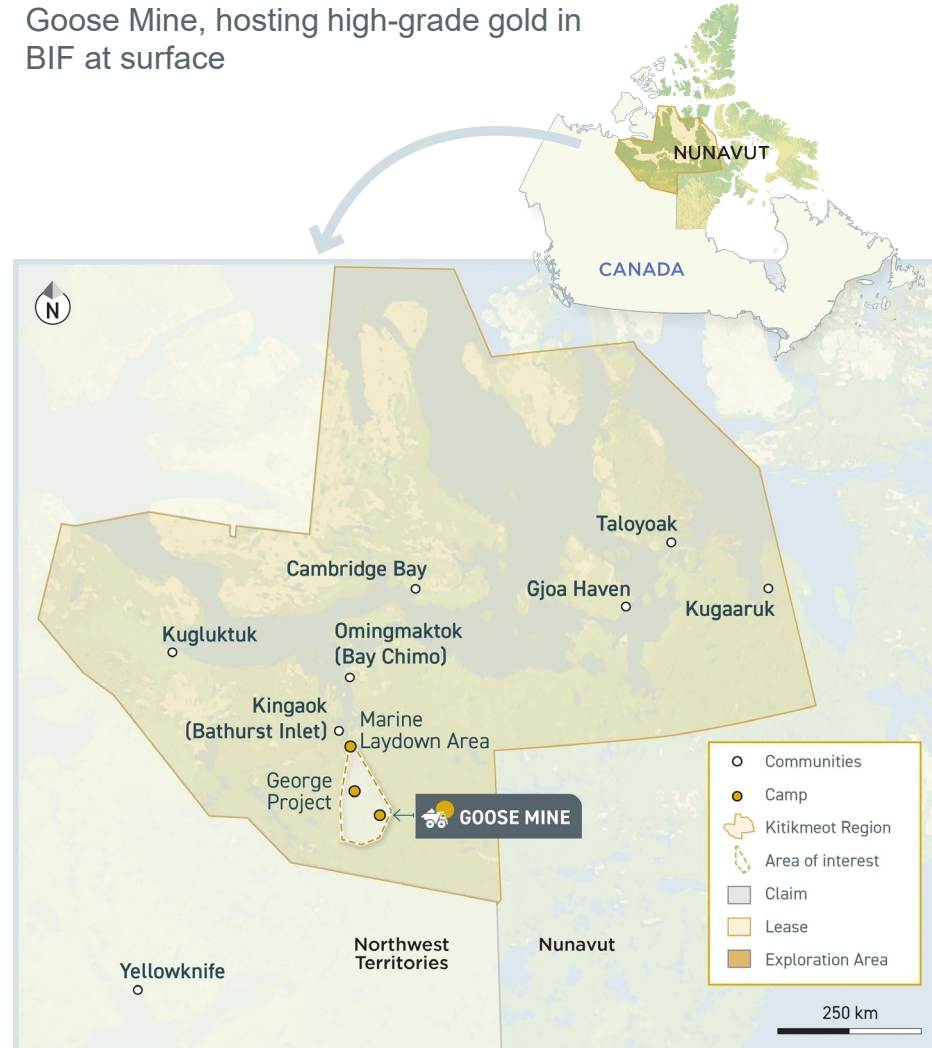 Goose Mine, hosting high-grade gold in
BIF at surface
NUNAVUT
CANADA
N
Taloyoak
Cambridge Bay
Gjoa Haven
Kugaaruk
Kugluktuk
Omingmaktok
(Bay Chimo)
Kingaok
(Bathurst Inlet)
Marine
Laydown Area
George
Project
GOOSE MINE
Communities
Camp
Kitikmeot Region
Area of interest
Claim
Lease
Exploration Area
Northwest
Territories
Nunavut
Yellowknife
250 km